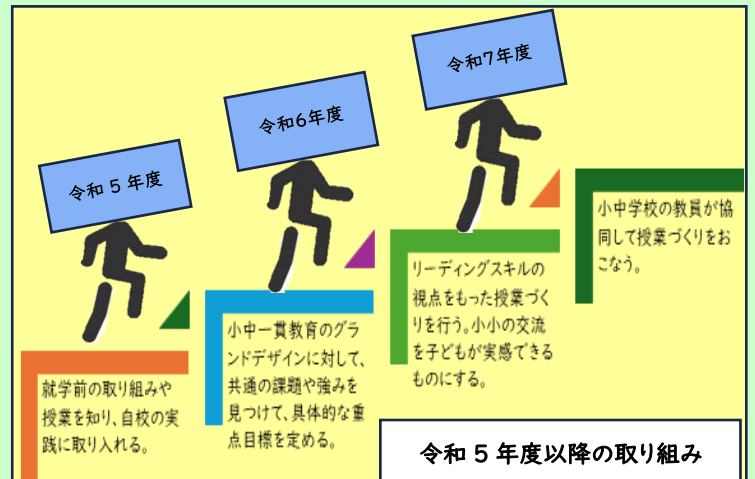 令和5年度
就学前の取り組みや
授業を知り、自校の実
践に取り入れる。
令和6年度
小中一貫教育のグラ
ンドデザインに対して、
共通の課題や強みを
見つけて、具体的な重
点目標を定める。
令和7年度
リーディングスキルの
視点をもった授業づく
りを行う。小小の交流
を子どもが実感できる
ものにする。
小中学校の教員が協
同して授業づくりをお
こなう。
令和5年度以降の取り組み